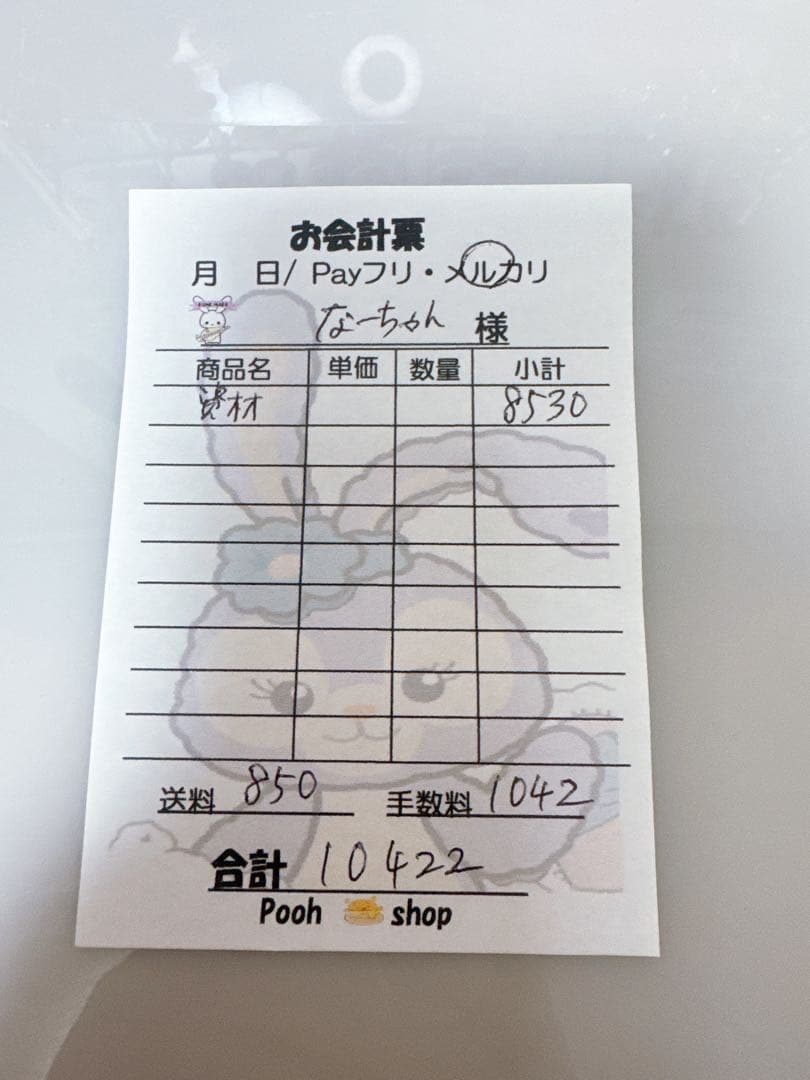 お会計票
月 日/ Payフリ・メルカリ
なーちゃん 様
商品名 単価 数量 小計
資材 8530
送料 850 手数料 1042
合計 10422
Pooh shop